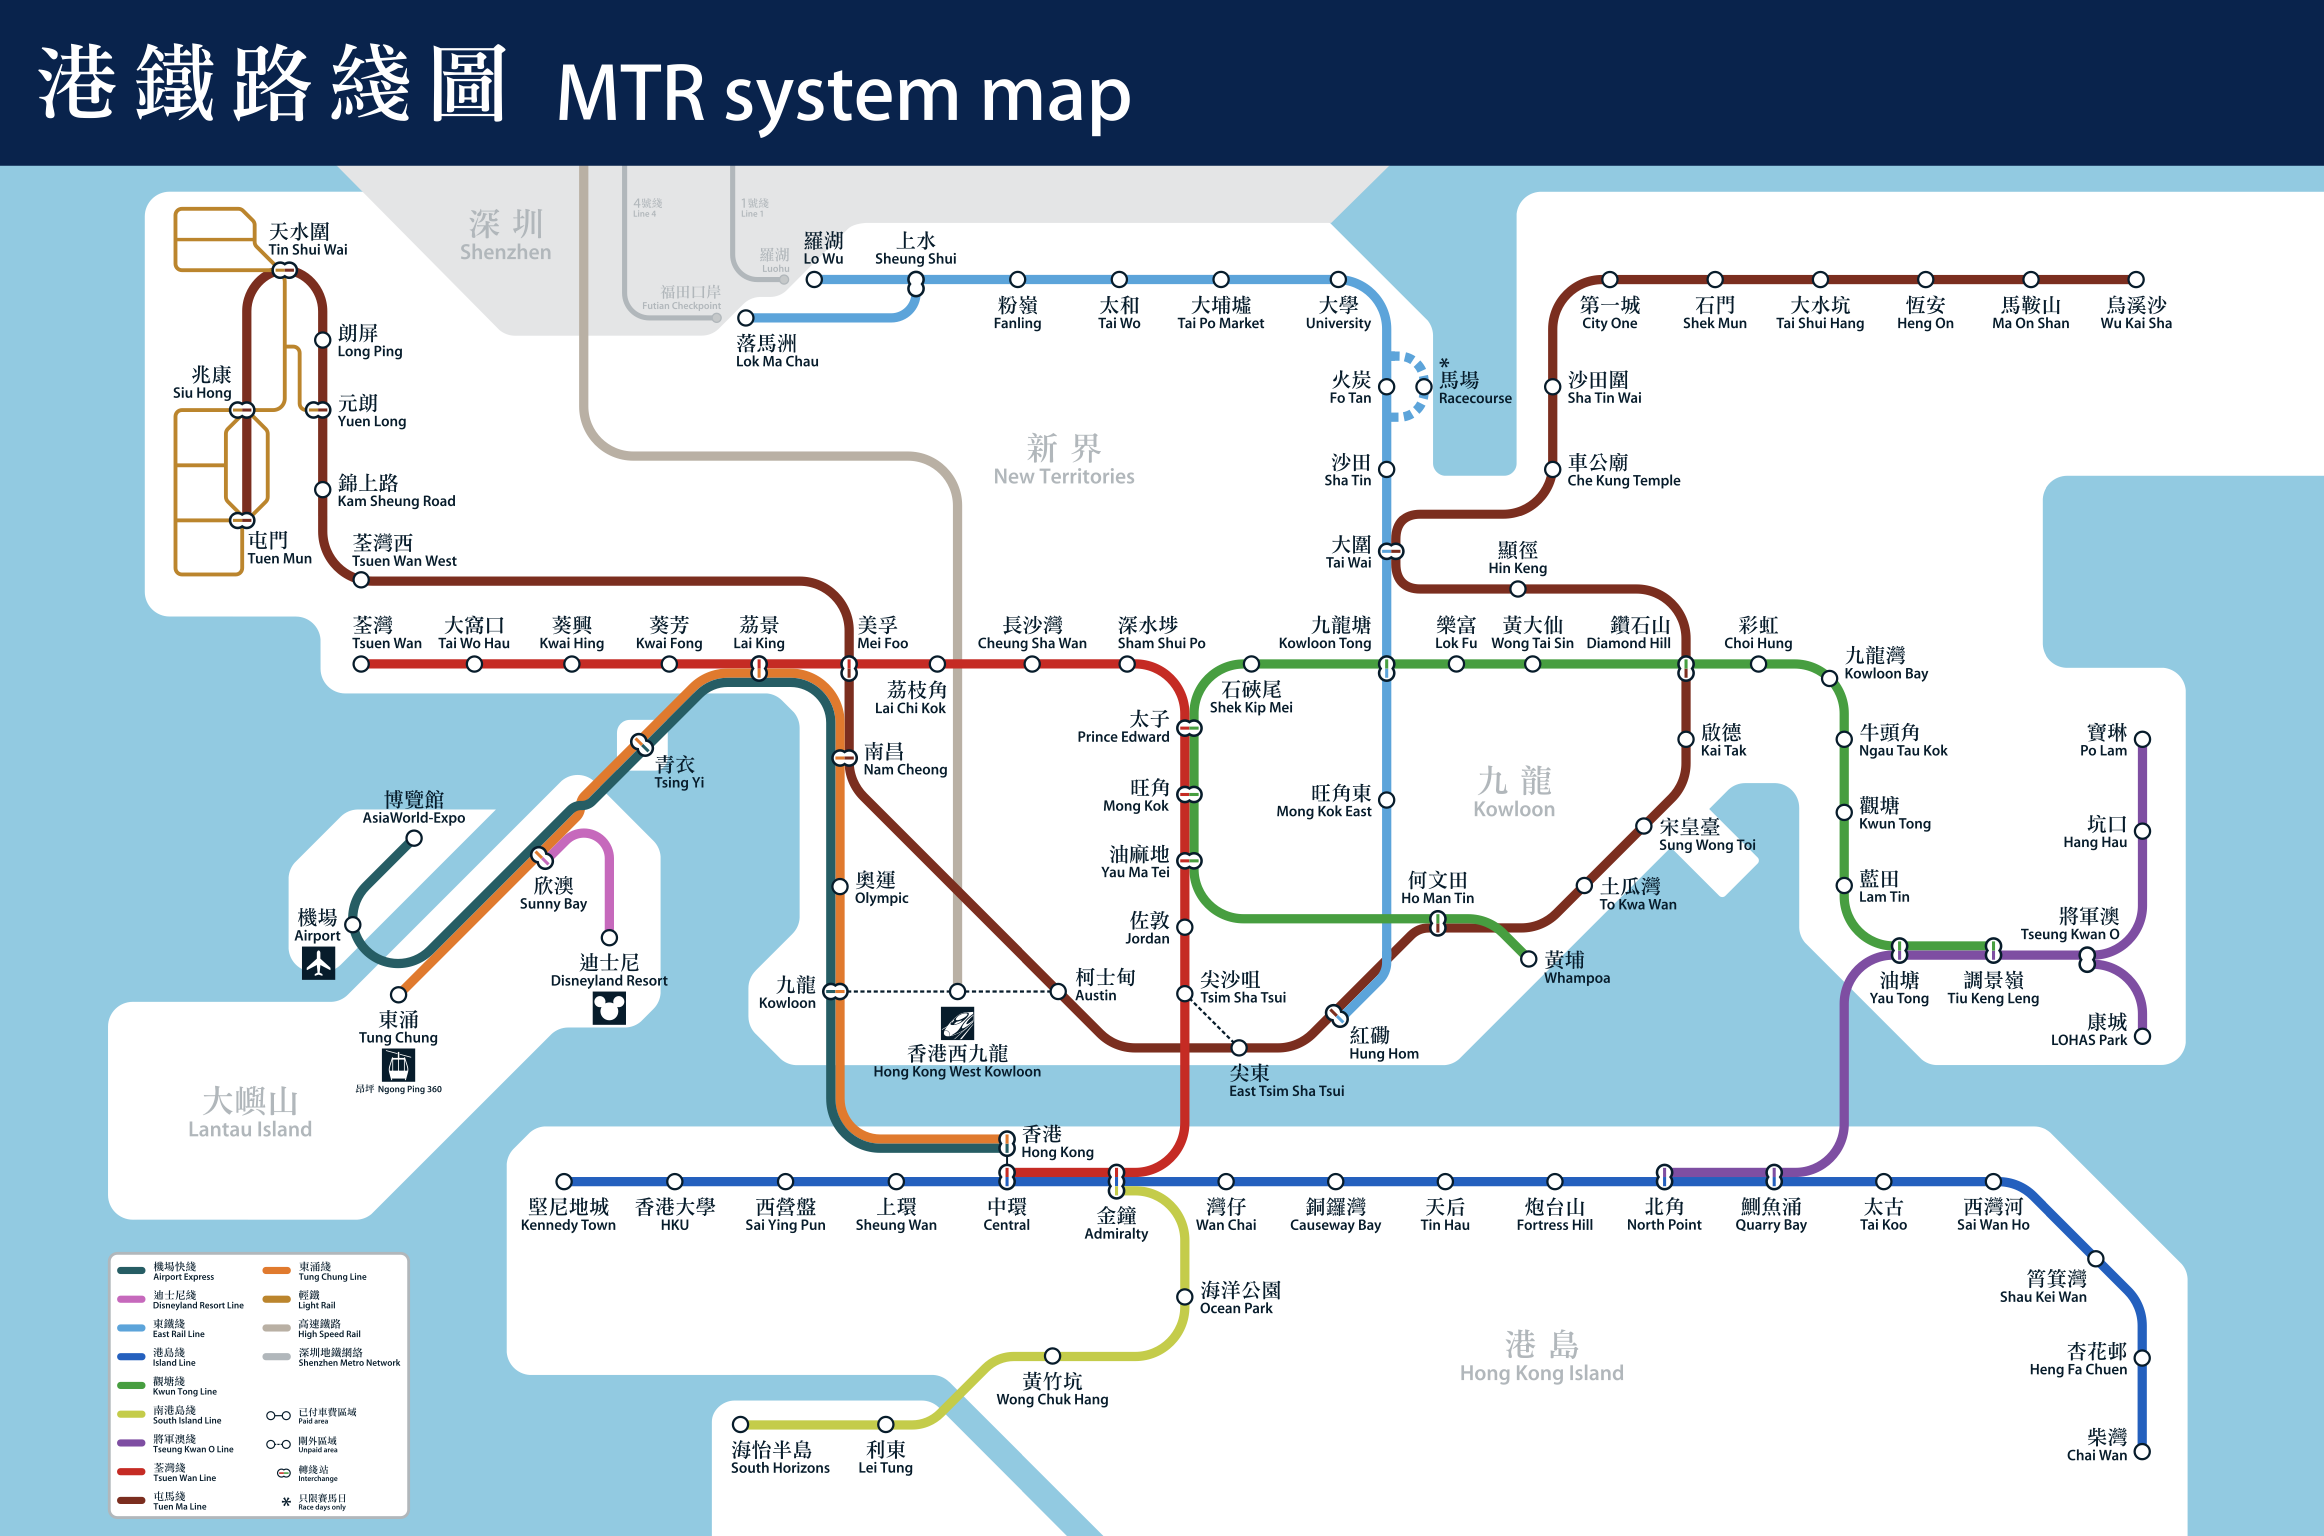 港鐵路綫圖 MTR system map
深圳
Shenzhen
4號綫
Line 4
1號綫
Line 1
羅湖
Luohu
福田口岸
Futian Checkpoint
天水圍
Tin Shui Wai
朗屏
Long Ping
兆康
Siu Hong
元朗
Yuen Long
錦上路
Kam Sheung Road
屯門
Tuen Mun
荃灣西
Tsuen Wan West
羅湖
Lo Wu
上水
Sheung Shui
落馬洲
Lok Ma Chau
粉嶺
Fanling
太和
Tai Wo
大埔墟
Tai Po Market
大學
University
火炭
Fo Tan
*
馬場
Racecourse
沙田
Sha Tin
大圍
Tai Wai
第一城
City One
石門
Shek Mun
大水坑
Tai Shui Hang
恆安
Heng On
馬鞍山
Ma On Shan
烏溪沙
Wu Kai Sha
沙田圍
Sha Tin Wai
車公廟
Che Kung Temple
顯徑
Hin Keng
新界
New Territories
荃灣
Tsuen Wan
大窩口
Tai Wo Hau
葵興
Kwai Hing
葵芳
Kwai Fong
荔景
Lai King
美孚
Mei Foo
荔枝角
Lai Chi Kok
長沙灣
Cheung Sha Wan
深水埗
Sham Shui Po
石硤尾
Shek Kip Mei
九龍塘
Kowloon Tong
樂富
Lok Fu
黃大仙
Wong Tai Sin
鑽石山
Diamond Hill
彩虹
Choi Hung
九龍灣
Kowloon Bay
牛頭角
Ngau Tau Kok
觀塘
Kwun Tong
藍田
Lam Tin
油塘
Yau Tong
調景嶺
Tiu Keng Leng
將軍澳
Tseung Kwan O
寶琳
Po Lam
坑口
Hang Hau
康城
LOHAS Park
太子
Prince Edward
旺角
Mong Kok
油麻地
Yau Ma Tei
佐敦
Jordan
尖沙咀
Tsim Sha Tsui
尖東
East Tsim Sha Tsui
旺角東
Mong Kok East
九龍
Kowloon
啟德
Kai Tak
宋皇臺
Sung Wong Toi
土瓜灣
To Kwa Wan
何文田
Ho Man Tin
黃埔
Whampoa
紅磡
Hung Hom
南昌
Nam Cheong
奧運
Olympic
九龍
Kowloon
柯士甸
Austin
香港西九龍
Hong Kong West Kowloon
青衣
Tsing Yi
博覽館
AsiaWorld-Expo
機場
Airport
欣澳
Sunny Bay
迪士尼
Disneyland Resort
東涌
Tung Chung
昂坪 Ngong Ping 360
大嶼山
Lantau Island
香港
Hong Kong
堅尼地城
Kennedy Town
香港大學
HKU
西營盤
Sai Ying Pun
上環
Sheung Wan
中環
Central
金鐘
Admiralty
灣仔
Wan Chai
銅鑼灣
Causeway Bay
天后
Tin Hau
炮台山
Fortress Hill
北角
North Point
鰂魚涌
Quarry Bay
太古
Tai Koo
西灣河
Sai Wan Ho
筲箕灣
Shau Kei Wan
杏花邨
Heng Fa Chuen
柴灣
Chai Wan
海洋公園
Ocean Park
黃竹坑
Wong Chuk Hang
利東
Lei Tung
海怡半島
South Horizons
港島
Hong Kong Island
機場快綫
Airport Express
迪士尼綫
Disneyland Resort Line
東鐵綫
East Rail Line
港島綫
Island Line
觀塘綫
Kwun Tong Line
南港島綫
South Island Line
將軍澳綫
Tseung Kwan O Line
荃灣綫
Tsuen Wan Line
屯馬綫
Tuen Ma Line
東涌綫
Tung Chung Line
輕鐵
Light Rail
高速鐵路
High Speed Rail
深圳地鐵網絡
Shenzhen Metro Network
已付車費區域
Paid area
閘外區域
Unpaid area
轉綫站
Interchange
* 只限賽馬日
Race days only